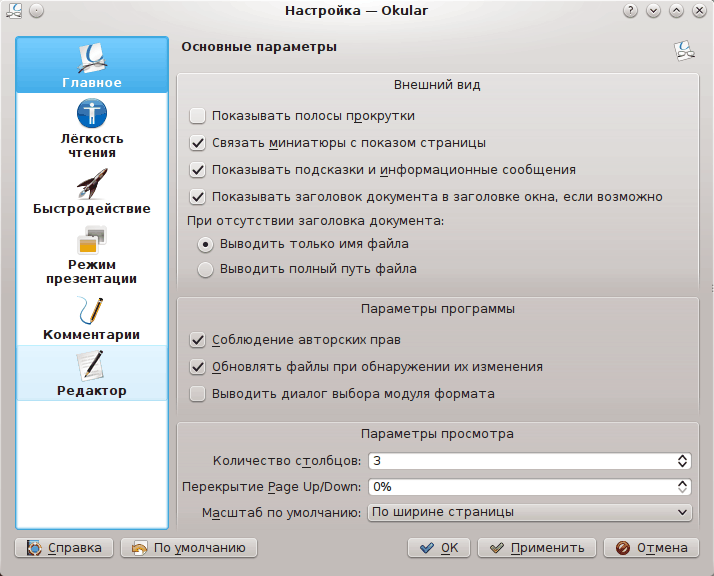 Настройка — Okular
Главное
Лёгкость
чтения
Быстродействие
Режим
презентации
Комментарии
Редактор
Основные параметры
Внешний вид
Показывать полосы прокрутки
Связать миниатюры с показом страницы
Показывать подсказки и информационные сообщения
Показывать заголовок документа в заголовке окна, если возможно
При отсутствии заголовка документа:
Выводить только имя файла
Выводить полный путь файла
Параметры программы
Соблюдение авторских прав
Обновлять файлы при обнаружении их изменения
Выводить диалог выбора модуля формата
Параметры просмотра
Количество столбцов: 3
Перекрытие Page Up/Down: 0%
Масштаб по умолчанию: По ширине страницы
Справка По умолчанию OK Применить Отмена